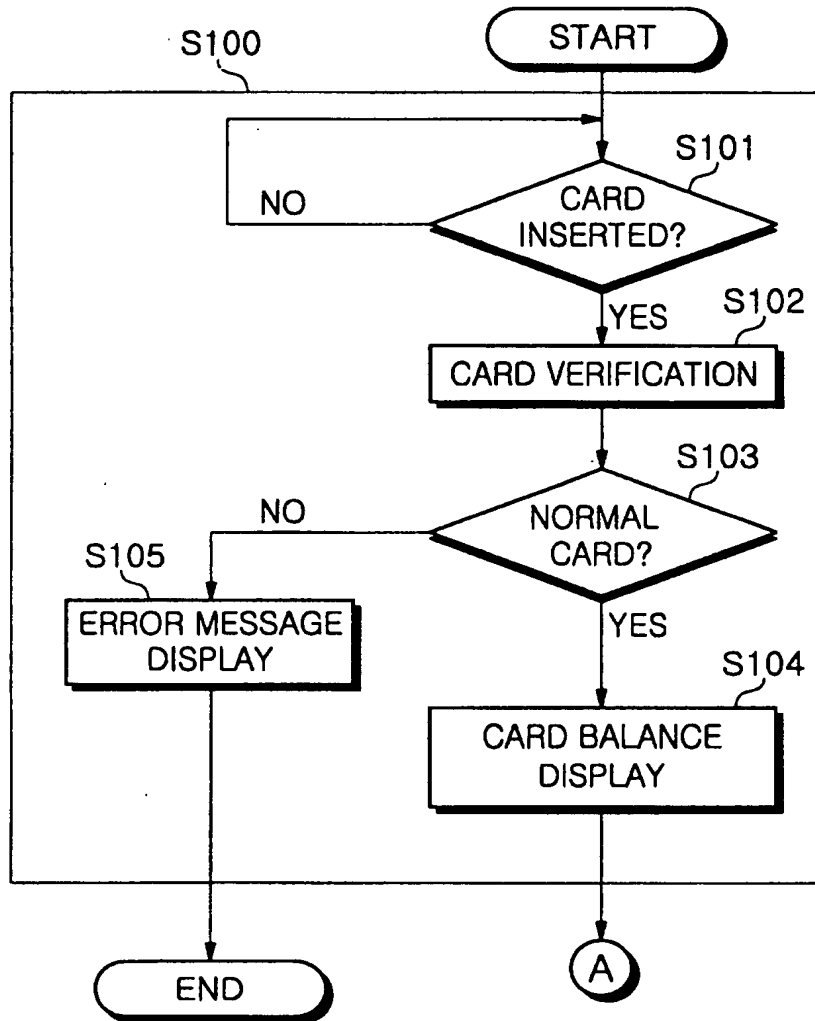 START
S100
S101
CARD
INSERTED?
NO
YES
S102
CARD VERIFICATION
S103
NORMAL
CARD?
NO
S105
YES
ERROR MESSAGE
DISPLAY
S104
CARD BALANCE
DISPLAY
A
END